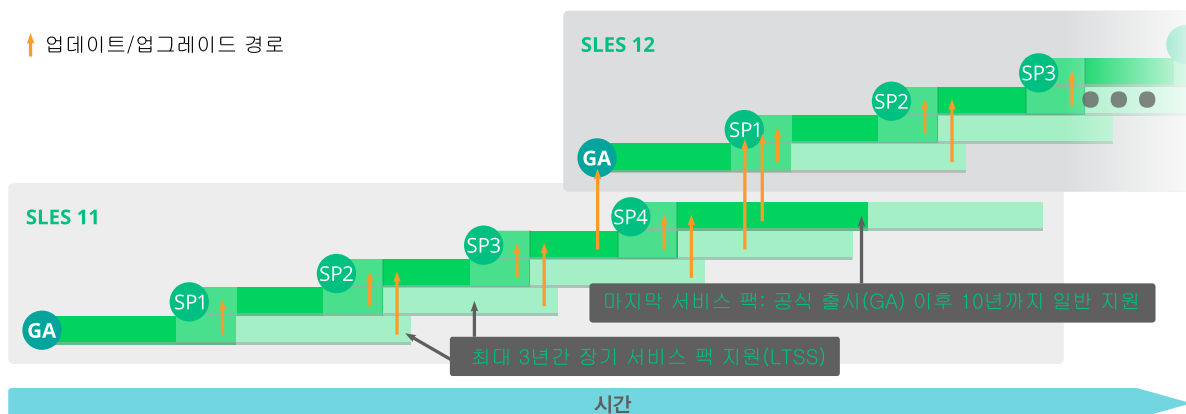 업데이트/업그레이드 경로
SLES 12
SP3
SP2
SP1
GA
SLES 11
SP4
SP3
SP2
SP1
GA
마지막 서비스 팩: 공식 출시(GA) 이후 10년까지 일반 지원
최대 3년간 장기 서비스 팩 지원(LTSS)
시간